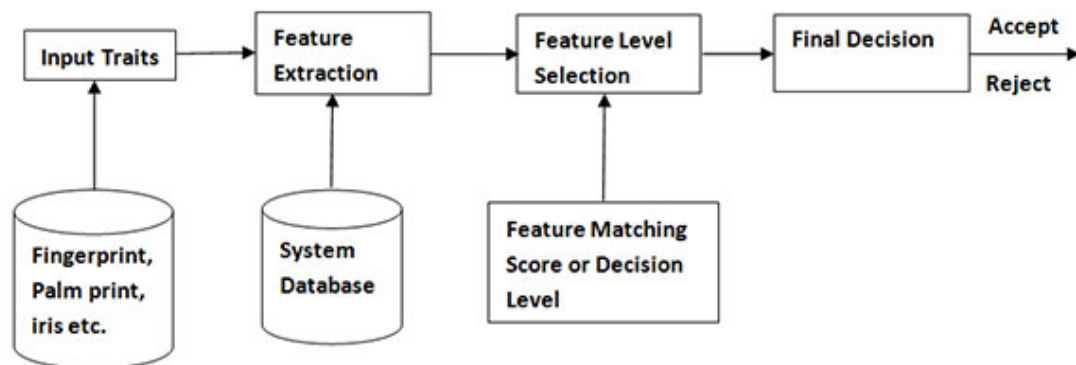 Input Traits
Feature
Extraction
Feature Level
Selection
Final Decision
Accept
Reject
Fingerprint,
Palm print,
iris etc.
System
Database
Feature Matching
Score or Decision
Level